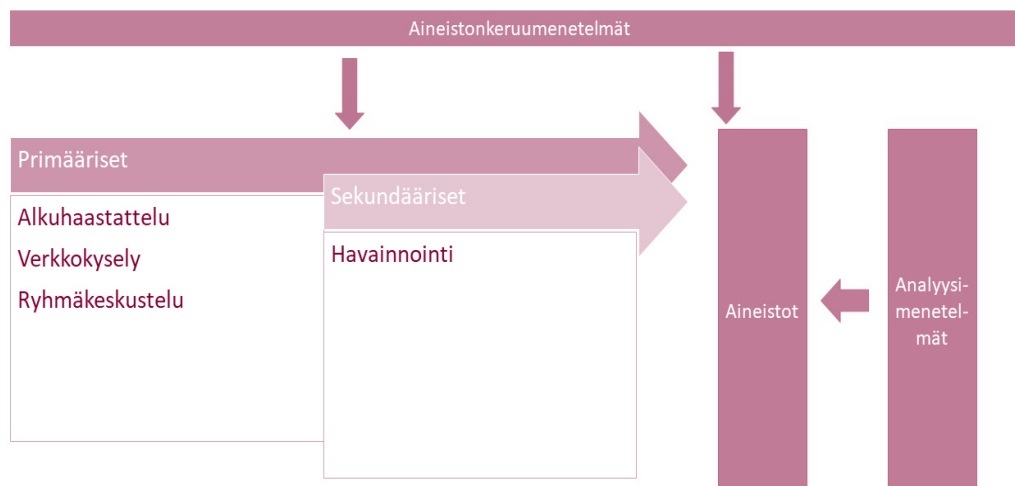 Aineistonkeruumenetelmät
Primääriset
Sekundääriset
Alkuhaastattelu
Verkkokysely
Ryhmäkeskustelu
Havainnointi
Aineistot
Analyysi-
menetel-
mät